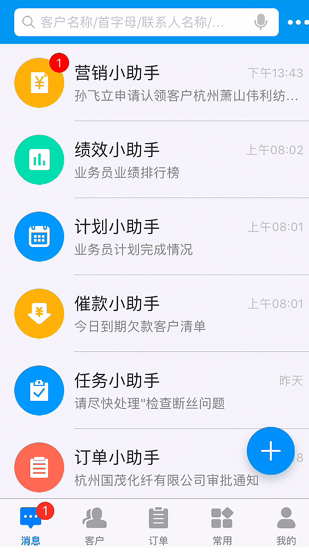 客户名称/首字母/联系人名称/...
1
营销小助手
下午13:43
孙飞立申请认领客户杭州萧山伟利纺...
绩效小助手
上午08:02
业务员业绩排行榜
计划小助手
上午08:01
业务员计划完成情况
催款小助手
上午08:01
今日到期欠款客户清单
任务小助手
昨天
请尽快处理"检查断丝问题
订单小助手
8
杭州国茂化纤有限公司审批通知
1
消息
客户
订单
常用
我的